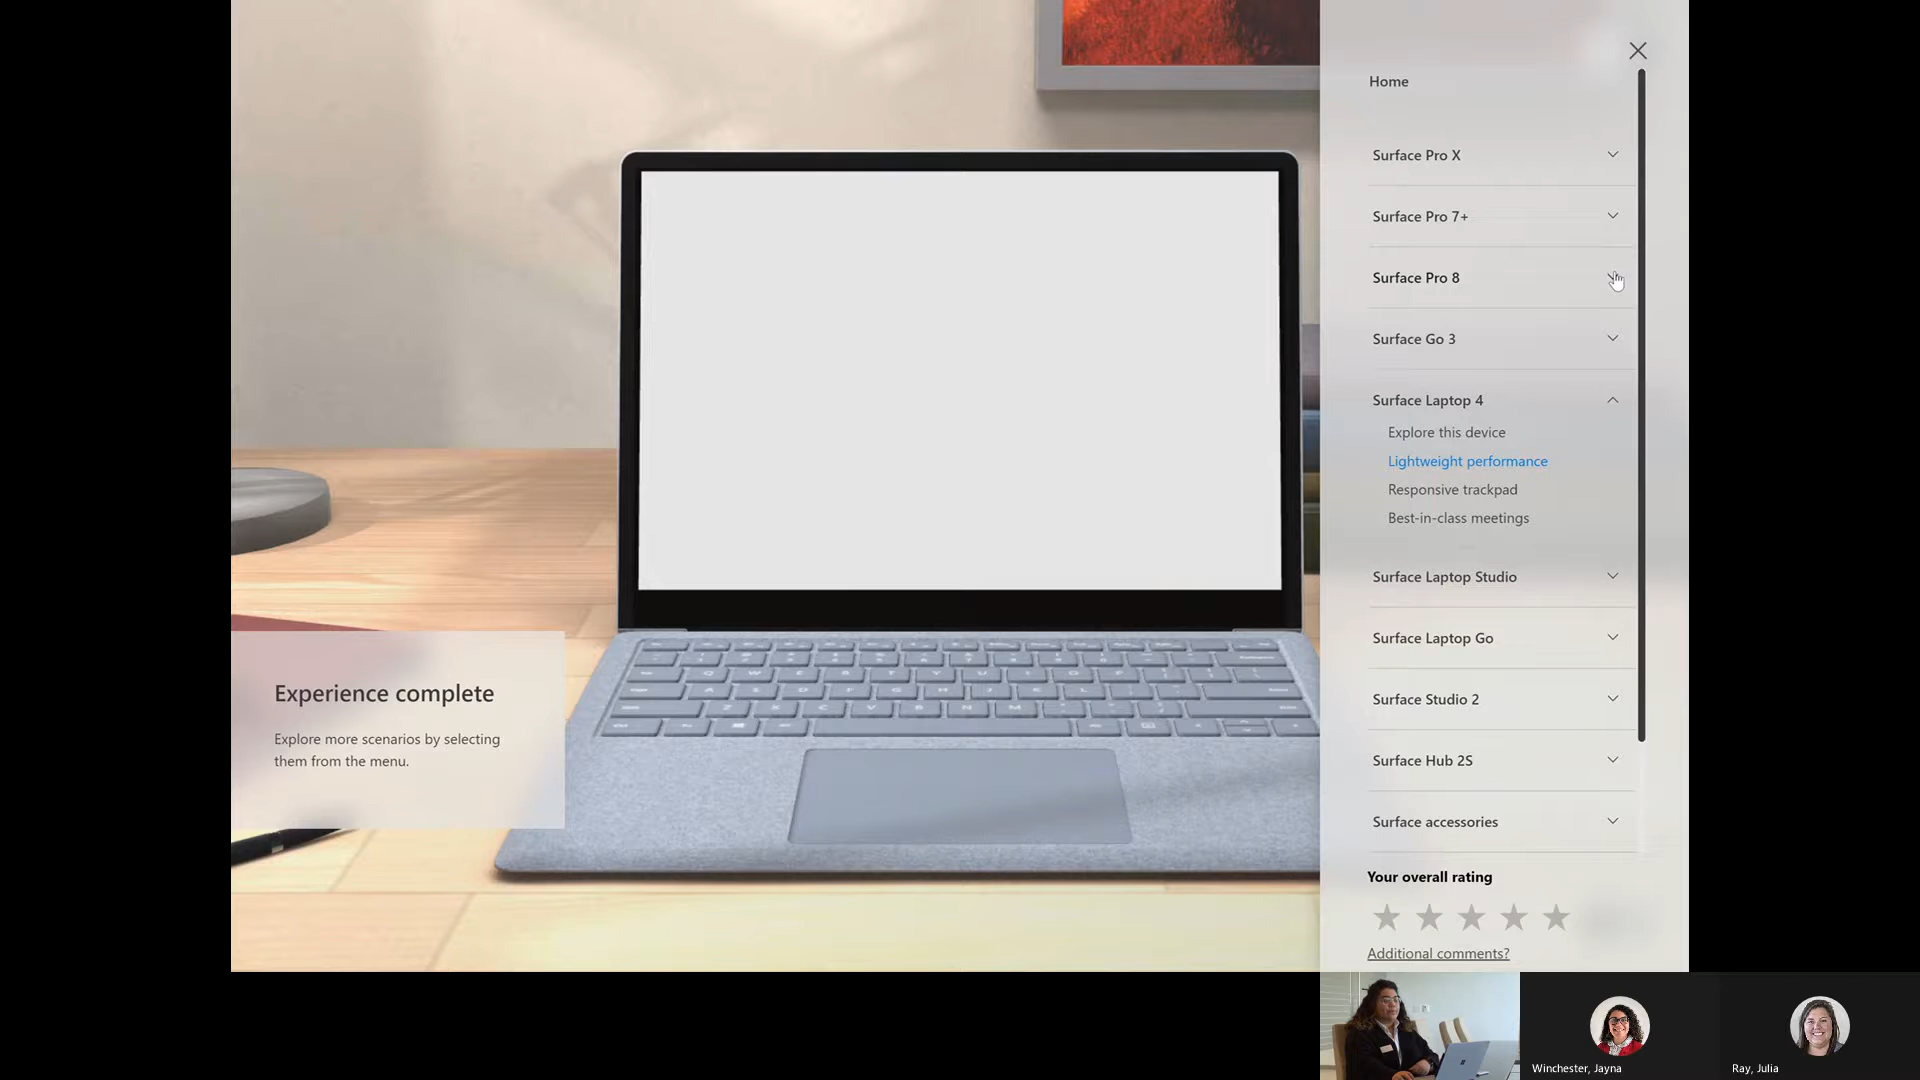 Home
Surface Pro X
Surface Pro 7+
Surface Pro 8
Surface Go 3
Surface Laptop 4
Explore this device
Lightweight performance
Responsive trackpad
Best-in-class meetings
Surface Laptop Studio
Surface Laptop Go
Surface Studio 2
Surface Hub 2S
Surface accessories
Your overall rating
Additional comments?
Experience complete
Explore more scenarios by selecting
them from the menu.
Winchester, Jayna
Ray, Julia